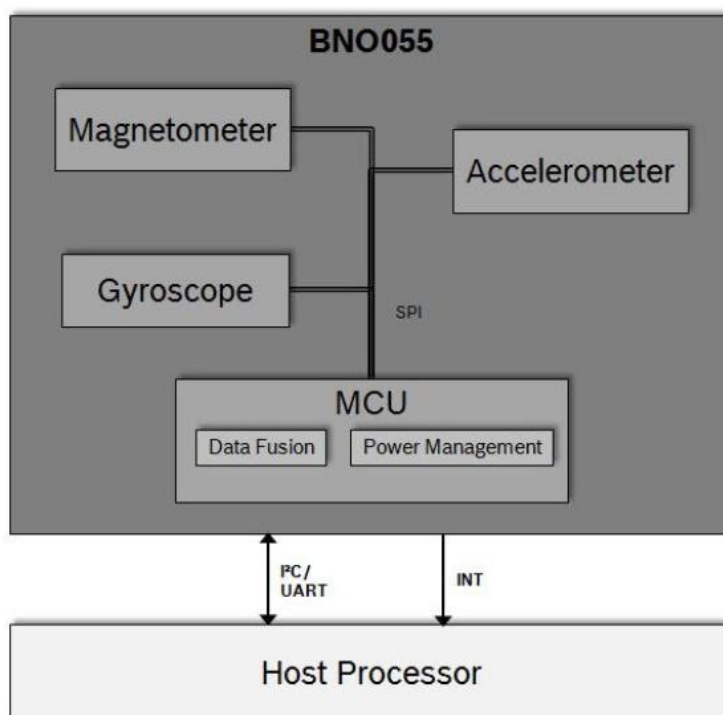 BNO055
Magnetometer
Accelerometer
Gyroscope
SPI
MCU
Data Fusion
Power Management
I²C/
UART
INT
Host Processor